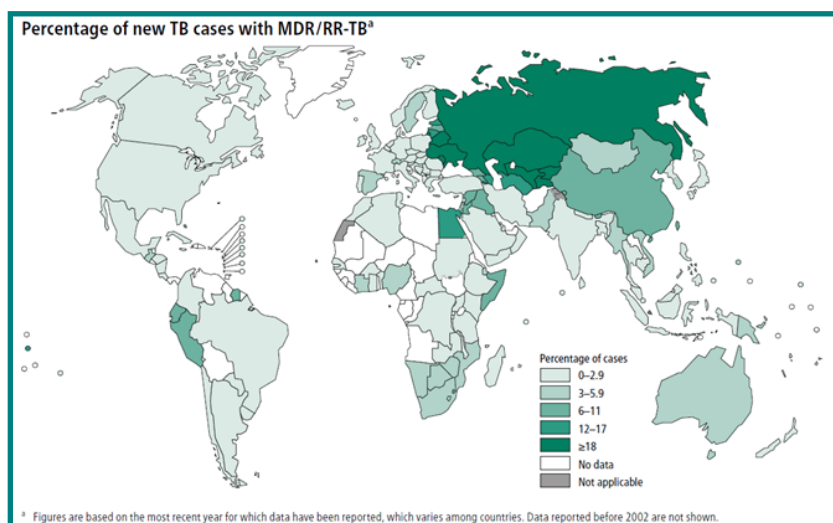 Percentage of new TB cases with MDR/RR-TBa
Percentage of cases
0–2.9
3–5.9
6–11
12–17
≥18
No data
Not applicable
a Figures are based on the most recent year for which data have been reported, which varies among countries. Data reported before 2002 are not shown.